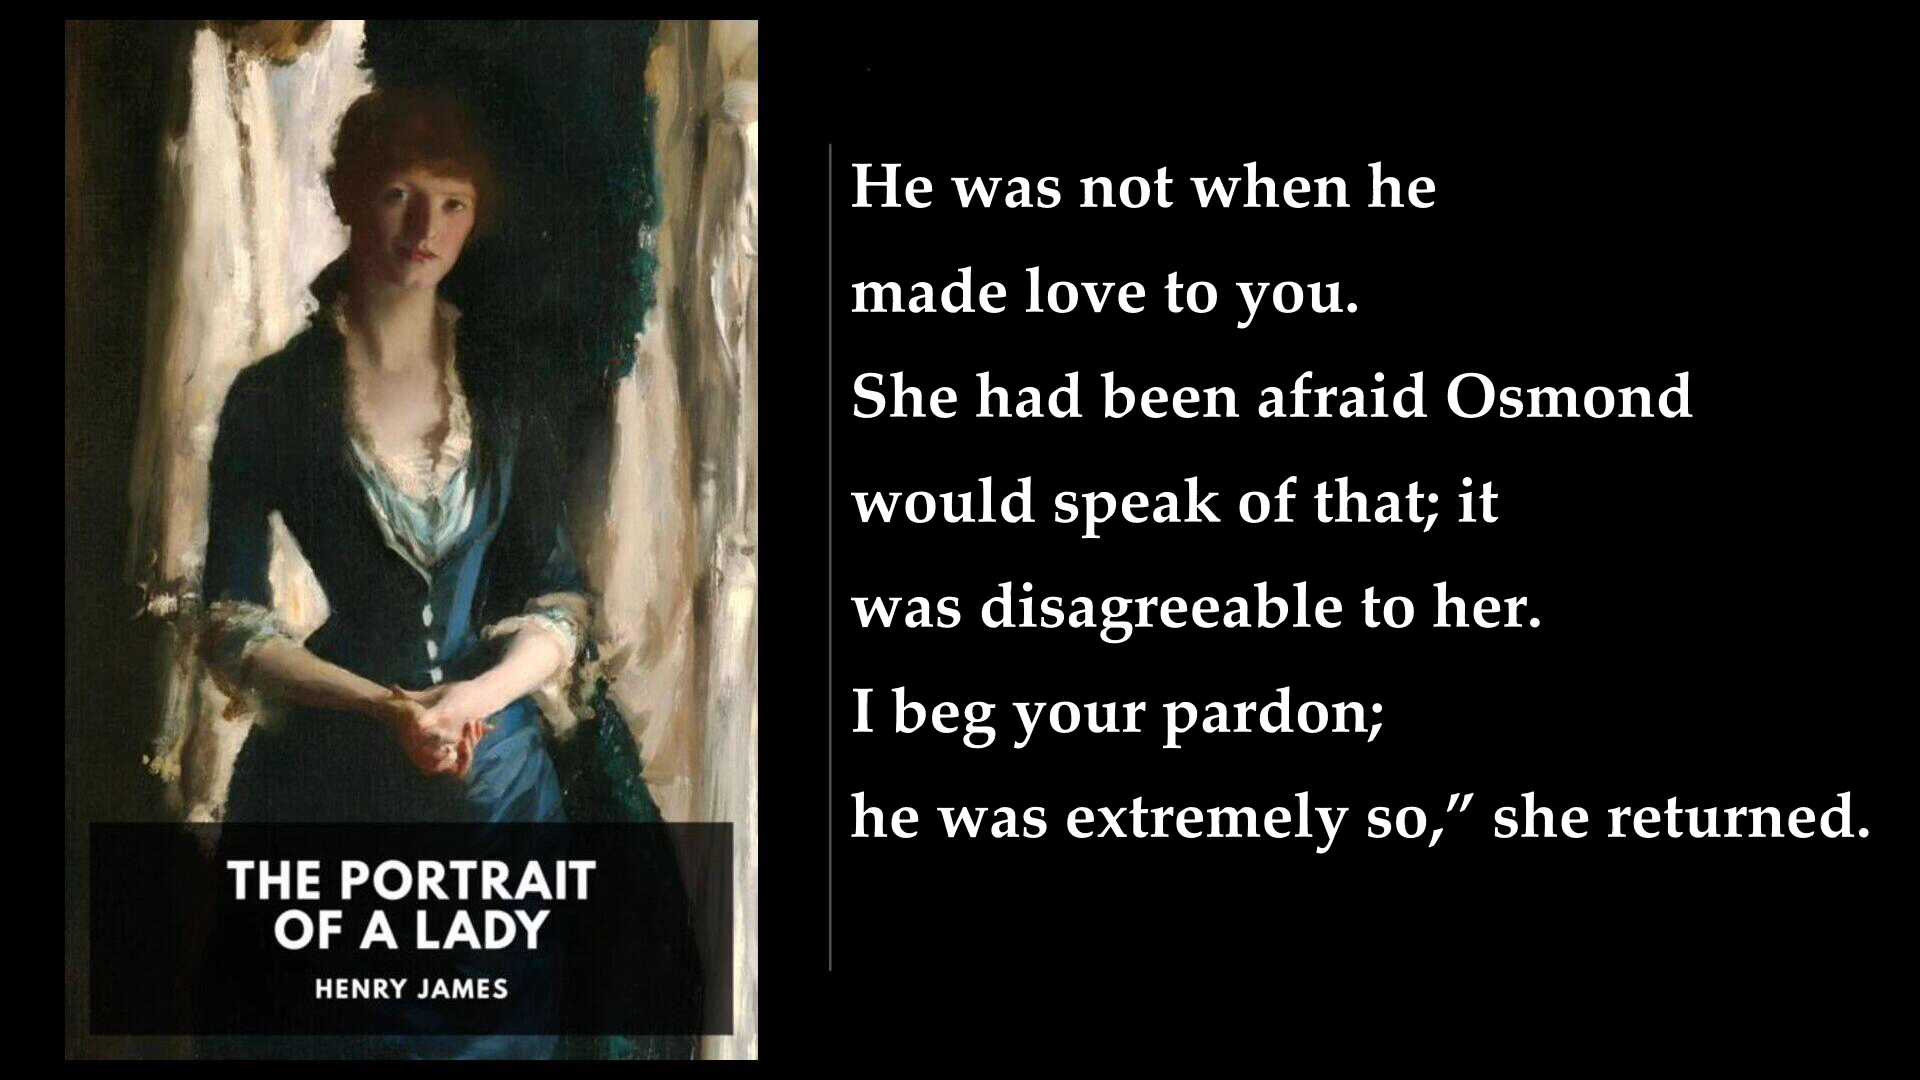 THE PORTRAIT
OF A LADY
HENRY JAMES
He was not when he
made love to you.
She had been afraid Osmond
would speak of that; it
was disagreeable to her.
I beg your pardon;
he was extremely so,” she returned.